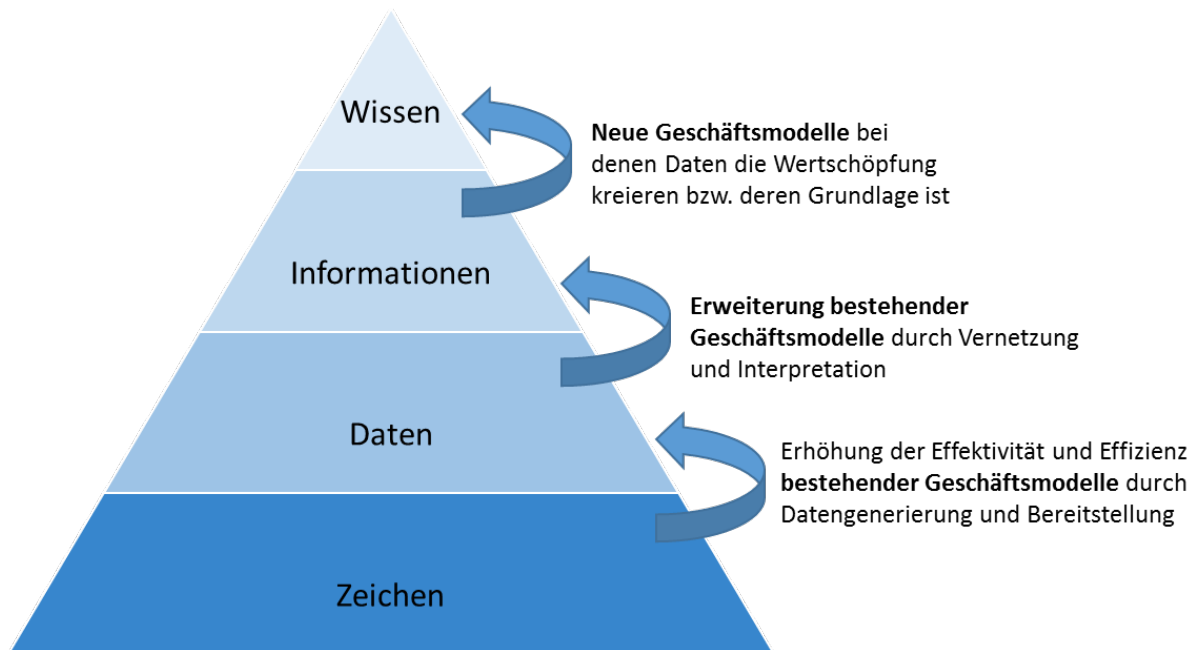 Wissen
Neue Geschäftsmodelle bei
denen Daten die Wertschöpfung
kreieren bzw. deren Grundlage ist
Informationen
Erweiterung bestehender
Geschäftsmodelle durch Vernetzung
und Interpretation
Daten
Erhöhung der Effektivität und Effizienz
bestehender Geschäftsmodelle durch
Datengenerierung und Bereitstellung
Zeichen